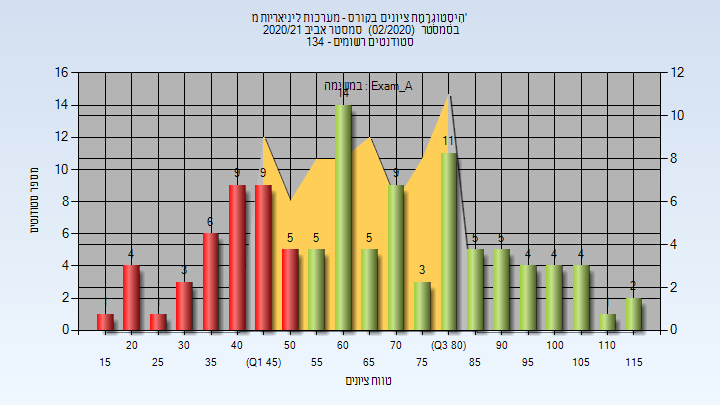 היסטוגרמת ציונים בקורס - מערכות ליניאריות מ'
בסמסטר (02/2020) סמסטר אביב 2020/21
סטודנטים רשומים - 134
במגמה : Exam_A
מספר סטודנטים
16 14 12 10 8 6 4 2 0
12 10 8 6 4 2 0
4 3 6 9 9 5 5 14 5 9 3 11 5 5 4 4 4 2
20 30 40 50 60 70 (Q3 80) 90 100 110
15 25 35 (Q1 45) 55 65 75 85 95 105 115
טווח ציונים